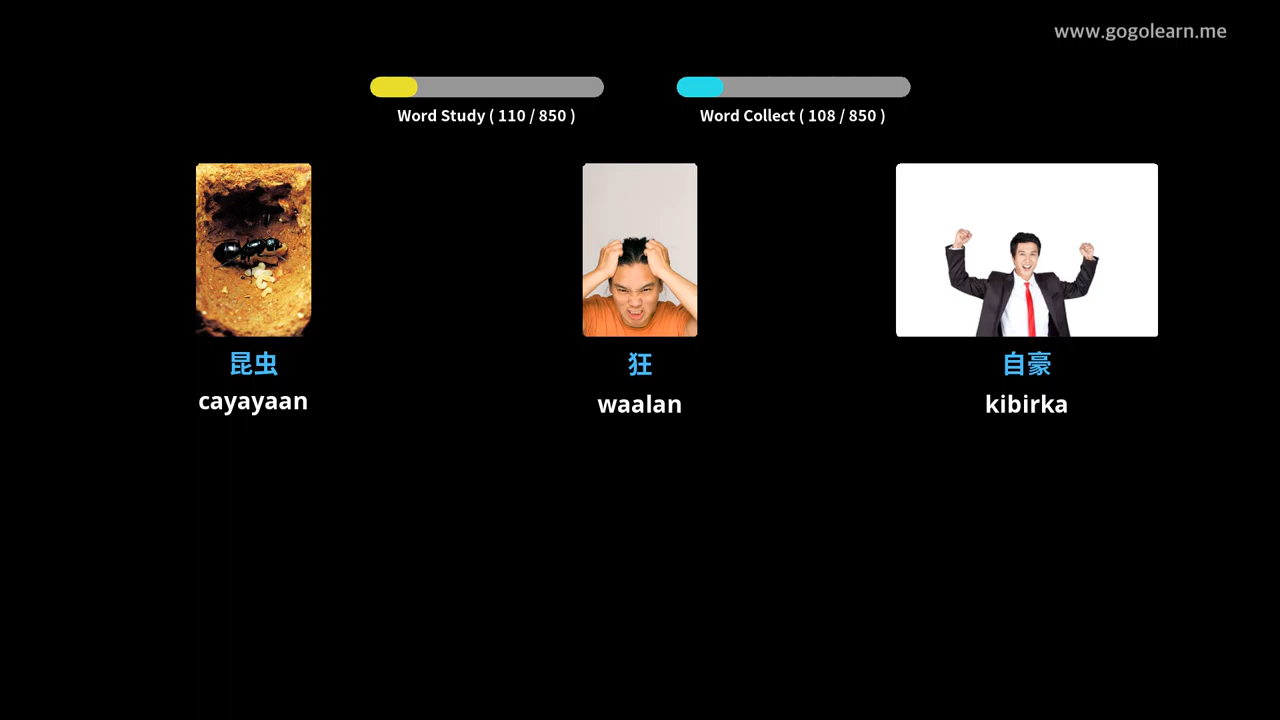 www.gogolearn.me
Word Study ( 110 / 850 )
Word Collect ( 108 / 850 )
昆虫
cayayaan
狂
waalan
自豪
kibirka